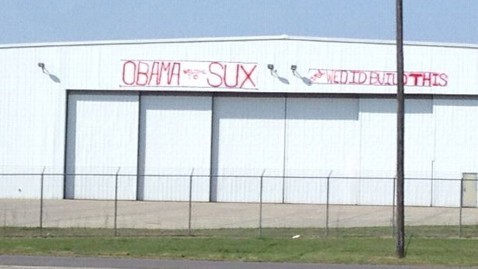 OBAMA SUX
WE DID BUILD THIS